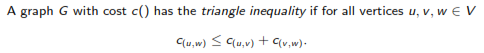 A graph G with cost c() has the triangle inequality if for all vertices u, v, w ∈ V
c(u,w) ≤ c(u,v) + c(v,w).